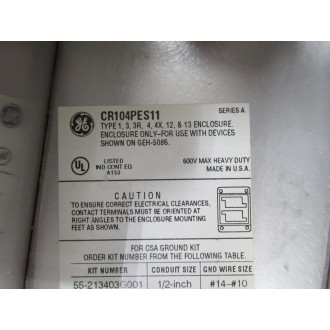 CR104PES11
SERIES A
TYPE 1, 3, 3R, 4, 4X, 12, & 13 ENCLOSURE.
ENCLOSURE ONLY-FOR USE WITH DEVICES
SHOWN ON GEH-5086.
LISTED
IND CONT EQ
A153
600V MAX HEAVY DUTY
MADE IN U.S.A.
CAUTION
TO ENSURE CORRECT ELECTRICAL CLEARANCES,
CONTACT TERMINALS MUST BE ORIENTED AT
RIGHT ANGLES TO THE ENCLOSURE MOUNTING
FEET AS SHOWN.
FOR CSA GROUND KIT
ORDER KIT NUMBER FROM THE FOLLOWING TABLE.
KIT NUMBER CONDUIT SIZE GND WIRE SIZE
55-213403G001 1/2-inch #14-#10